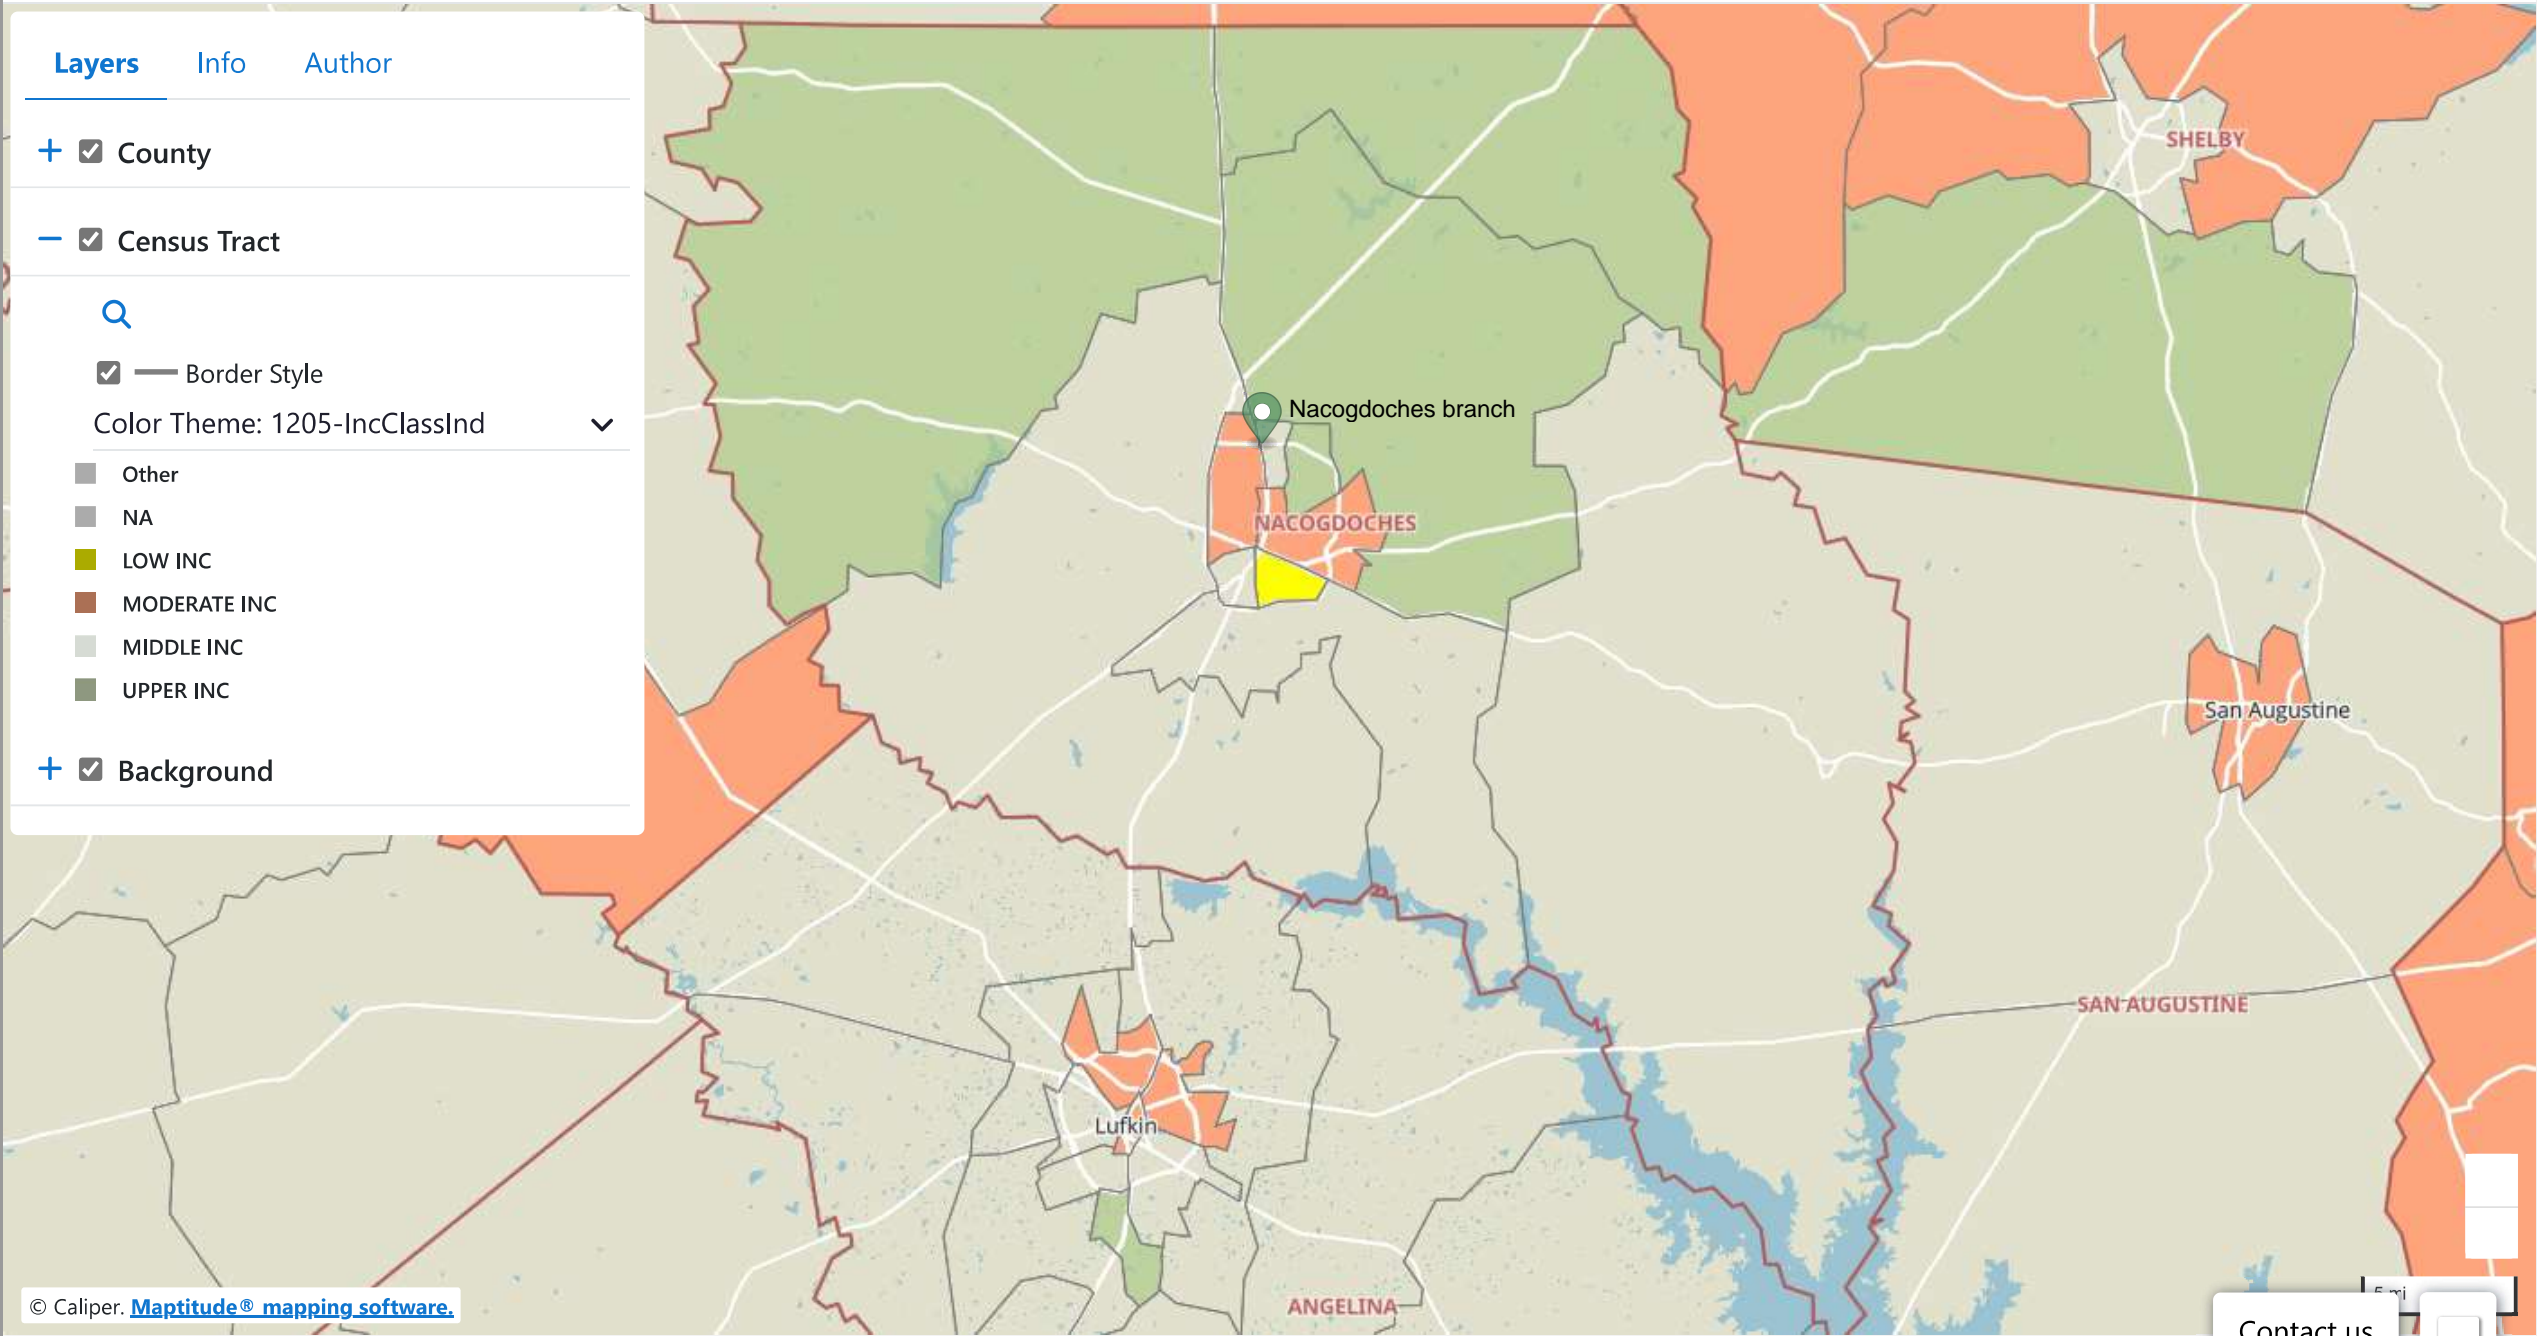 Layers Info Author
County
Census Tract
Border Style
Color Theme: 1205-IncClassInd
Other
NA
LOW INC
MODERATE INC
MIDDLE INC
UPPER INC
Background
SHELBY
Nacogdoches branch
NACOGDOCHES
San Augustine
SAN AUGUSTINE
Lufkin
ANGELINA
© Caliper. Maptitude® mapping software.
5 mi
Contact us